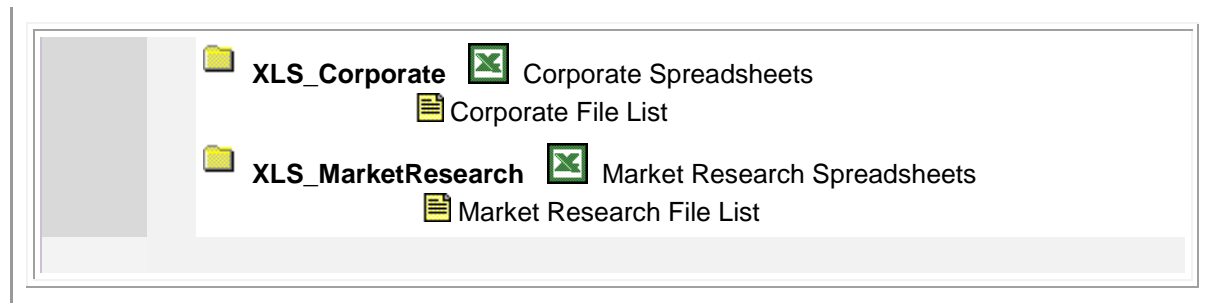 XLS_Corporate Corporate Spreadsheets
Corporate File List
XLS_MarketResearch Market Research Spreadsheets
Market Research File List